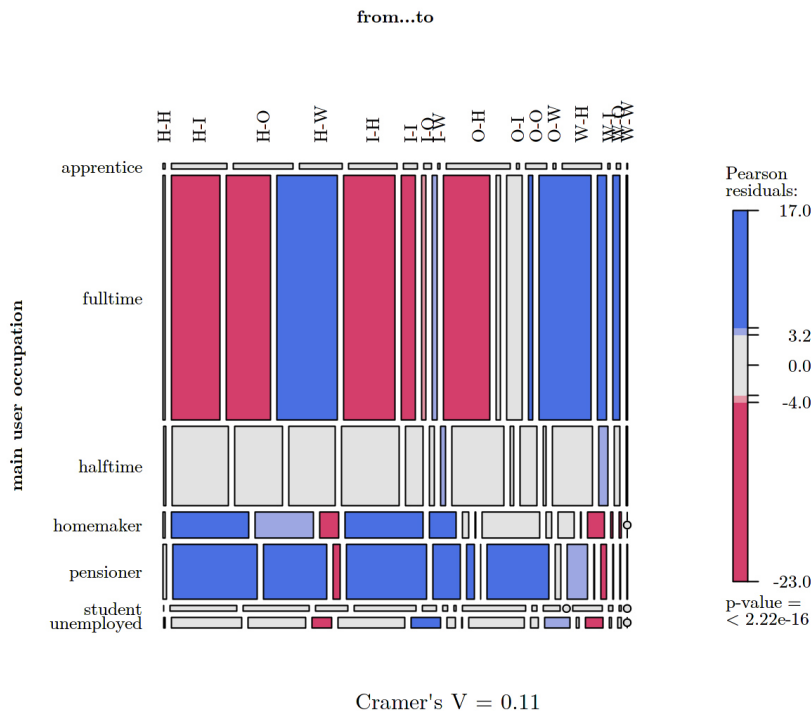 from...to
H-H
H-I
H-O
H-W
I-H
I-I
I-O
I-W
O-H
O-I
O-O
O-W
W-H
W-I
W-O
W-W
main user occupation
apprentice
fulltime
halftime
homemaker
pensioner
student
unemployed
Pearson
residuals:
17.0
3.2
0.0
-4.0
-23.0
p-value =
< 2.22e-16
Cramer's V = 0.11